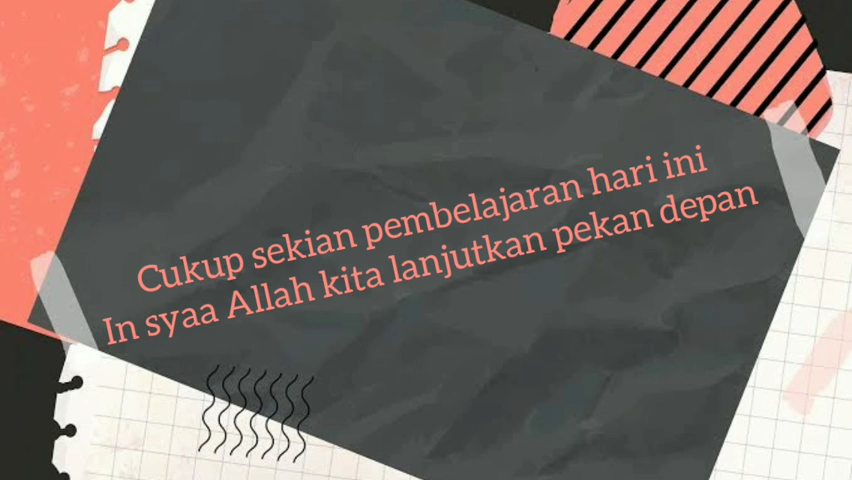 Cukup sekian pembelajaran hari ini
In syaa Allah kita lanjutkan pekan depan